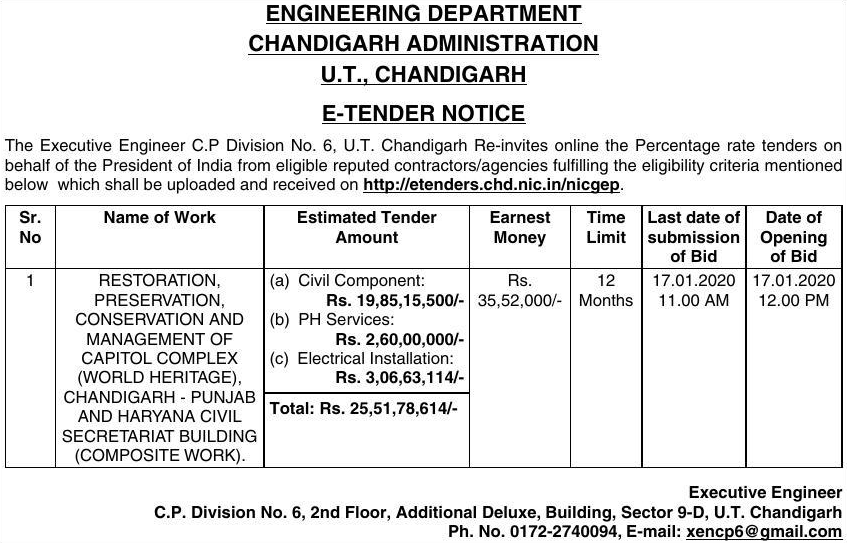 ENGINEERING DEPARTMENT
CHANDIGARH ADMINISTRATION
U.T., CHANDIGARH
E-TENDER NOTICE
The Executive Engineer C.P Division No. 6, U.T. Chandigarh Re-invites online the Percentage rate tenders on
behalf of the President of India from eligible reputed contractors/agencies fulfilling the eligibility criteria mentioned
below which shall be uploaded and received on http://etenders.chd.nic.in/nicgep.
Sr.
No
Name of Work
Estimated Tender
Amount
Earnest
Money
Time
Limit
Last date of
submission
of Bid
Date of
Opening
of Bid
1
RESTORATION,
PRESERVATION,
CONSERVATION AND
MANAGEMENT OF
CAPITOL COMPLEX
(WORLD HERITAGE),
CHANDIGARH - PUNJAB
AND HARYANA CIVIL
SECRETARIAT BUILDING
(COMPOSITE WORK).
(a) Civil Component:
Rs. 19,85,15,500/-
(b) PH Services:
Rs. 2,60,00,000/-
(c) Electrical Installation:
Rs. 3,06,63,114/-
Total: Rs. 25,51,78,614/-
Rs.
35,52,000/-
12
Months
17.01.2020
11.00 AM
17.01.2020
12.00 PM
Executive Engineer
C.P. Division No. 6, 2nd Floor, Additional Deluxe, Building, Sector 9-D, U.T. Chandigarh
Ph. No. 0172-2740094, E-mail: xencp6@gmail.com